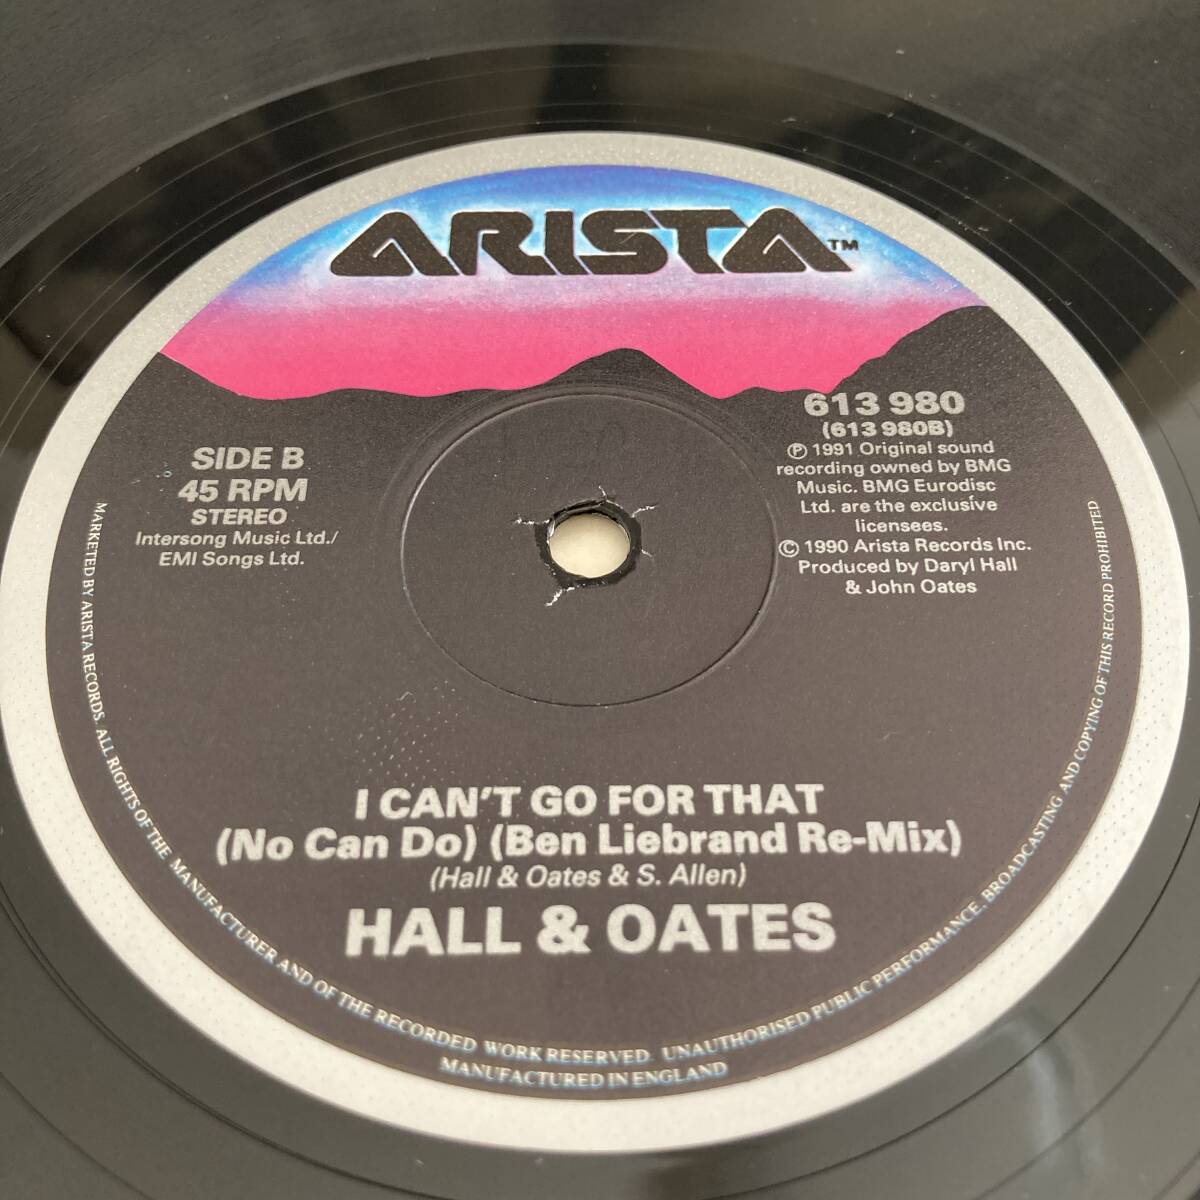 ARISTA™
613 980
(613 980B)
SIDE B
45 RPM
STEREO
Intersong Music Ltd./
EMI Songs Ltd.
Ⓟ 1991 Original sound
recording owned by BMG
Music. BMG Eurodisc
Ltd. are the exclusive
licensees.
© 1990 Arista Records Inc.
Produced by Daryl Hall
& John Oates
I CAN'T GO FOR THAT
(No Can Do) (Ben Liebrand Re-Mix)
(Hall & Oates & S. Allen)
HALL & OATES
MARKETED BY ARISTA RECORDS. ALL RIGHTS OF THE MANUFACTURER AND OF THE RECORDED WORK RESERVED. UNAUTHORISED PUBLIC PERFORMANCE, BROADCASTING AND COPYING OF THIS RECORD PROHIBITED
MANUFACTURED IN ENGLAND